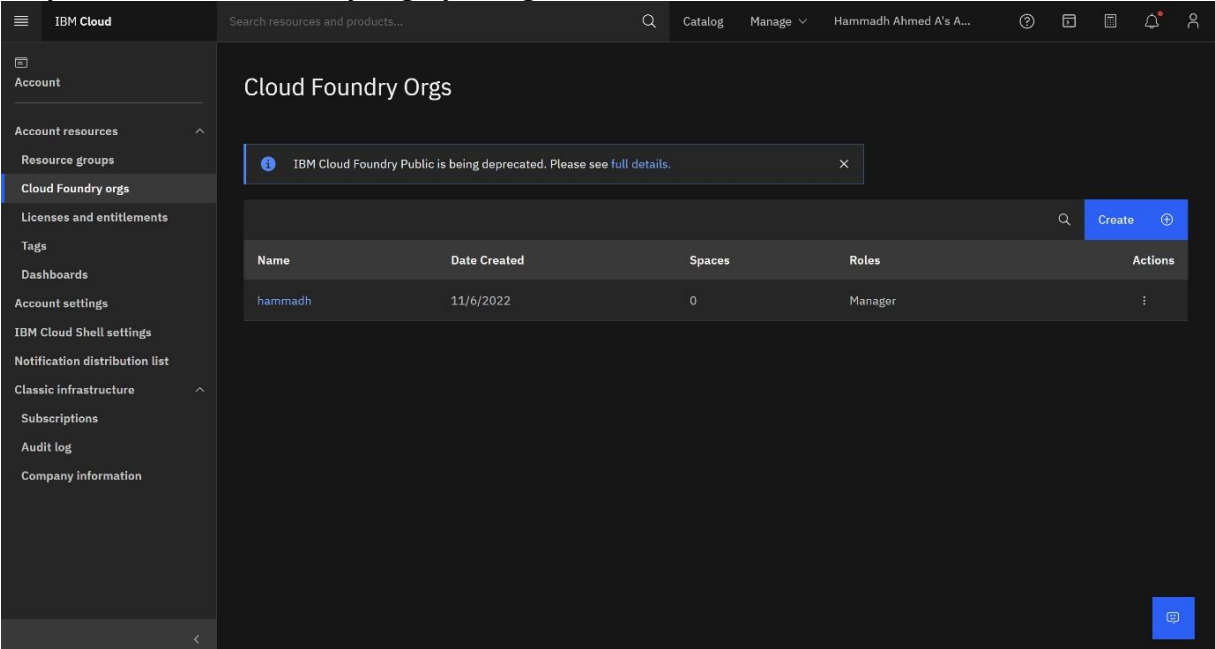 IBM Cloud
Search resources and products...
Catalog
Manage
Hammadh Ahmed A's A...
Account
Account resources
Resource groups
Cloud Foundry orgs
Licenses and entitlements
Tags
Dashboards
Account settings
IBM Cloud Shell settings
Notification distribution list
Classic infrastructure
Subscriptions
Audit log
Company information
Cloud Foundry Orgs
IBM Cloud Foundry Public is being deprecated. Please see full details.
Create
Name Date Created Spaces Roles Actions
hammadh 11/6/2022 0 Manager